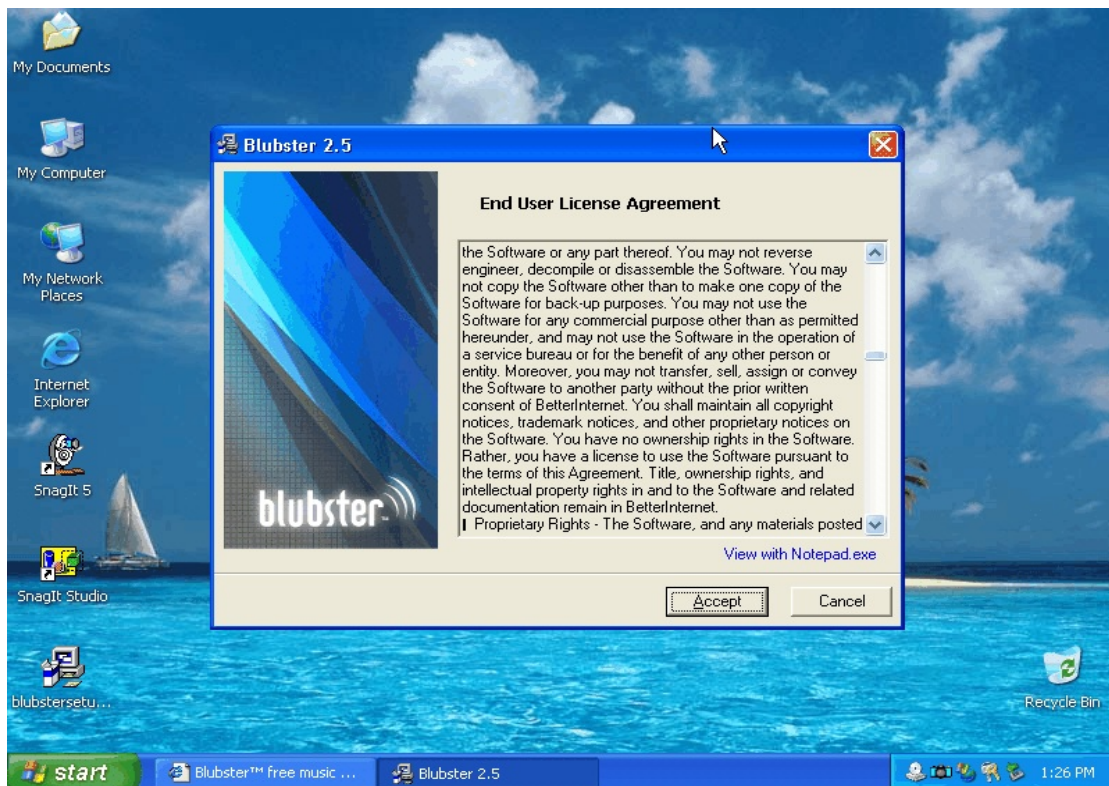 My Documents
My Computer
My Network
Places
Internet
Explorer
SnagIt 5
SnagIt Studio
blubstersetu...
Blubster 2.5
blubster
End User License Agreement
the Software or any part thereof. You may not reverse
engineer, decompile or disassemble the Software. You may
not copy the Software other than to make one copy of the
Software for back-up purposes. You may not use the
Software for any commercial purpose other than as permitted
hereunder, and may not use the Software in the operation of
a service bureau or for the benefit of any other person or
entity. Moreover, you may not transfer, sell, assign or convey
the Software to another party without the prior written
consent of BetterInternet. You shall maintain all copyright
notices, trademark notices, and other proprietary notices on
the Software. You have no ownership rights in the Software.
Rather, you have a license to use the Software pursuant to
the terms of this Agreement. Title, ownership rights, and
intellectual property rights in and to the Software and related
documentation remain in BetterInternet.
Proprietary Rights - The Software, and any materials posted
View with Notepad.exe
Accept
Cancel
Recycle Bin
start
Blubster™ free music ...
Blubster 2.5
1:26 PM